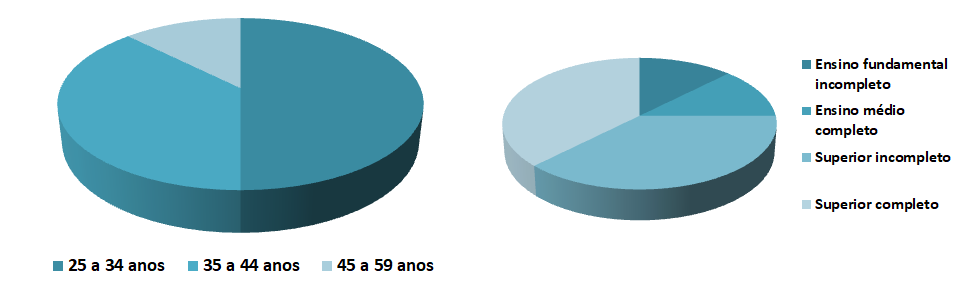 Ensino fundamental
incompleto
Ensino médio
completo
Superior incompleto
Superior completo
25 a 34 anos 35 a 44 anos 45 a 59 anos